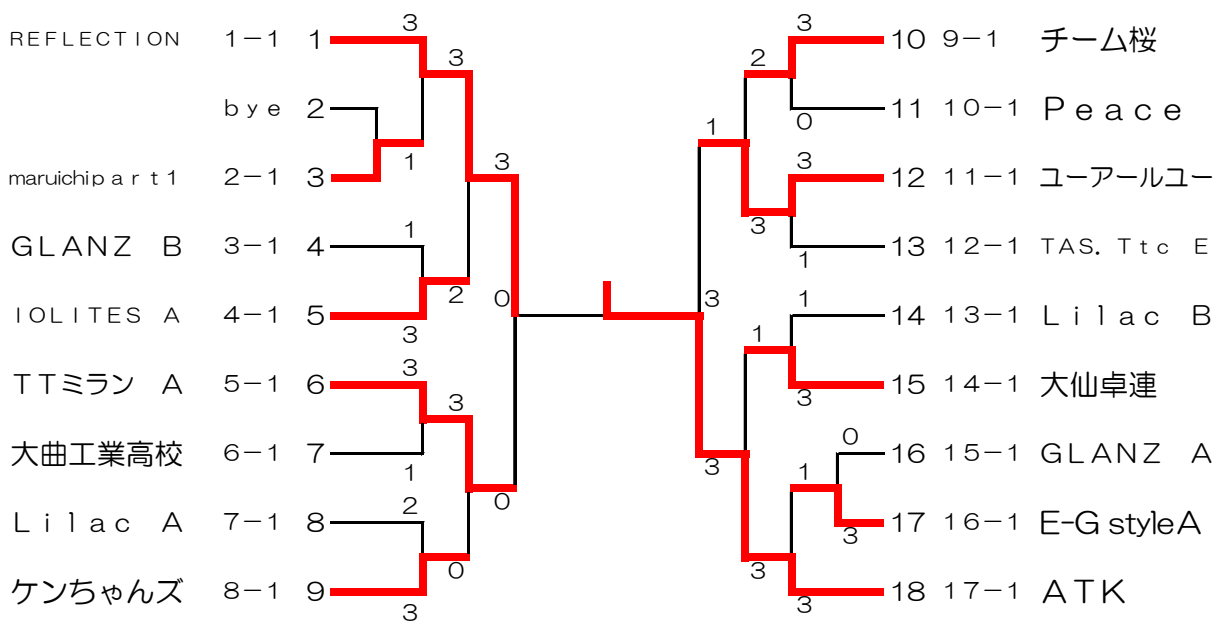 REFLECTION 1-1 1 3 3 3 10 9-1 チーム桜
2
bye 2 11 10-1 Peace
0
1
1 3 3
maruichipart1 2-1 3 12 11-1 ユーアールユー
GLANZ B 3-1 4 1 3 1 13 12-1 TAS. Ttc E
IOLITES A 4-1 5 3 2 0 3 1 14 13-1 Lilac B
1
TTミラン A 5-1 6 3 3 3 15 14-1 大仙卓連
大曲工業高校 6-1 7 1 3 1 0 16 15-1 GLANZ A
Lilac A 7-1 8 2 0 3 17 16-1 E-G styleA
ケンちゃんズ 8-1 9 3 0 3 3 18 17-1 ATK